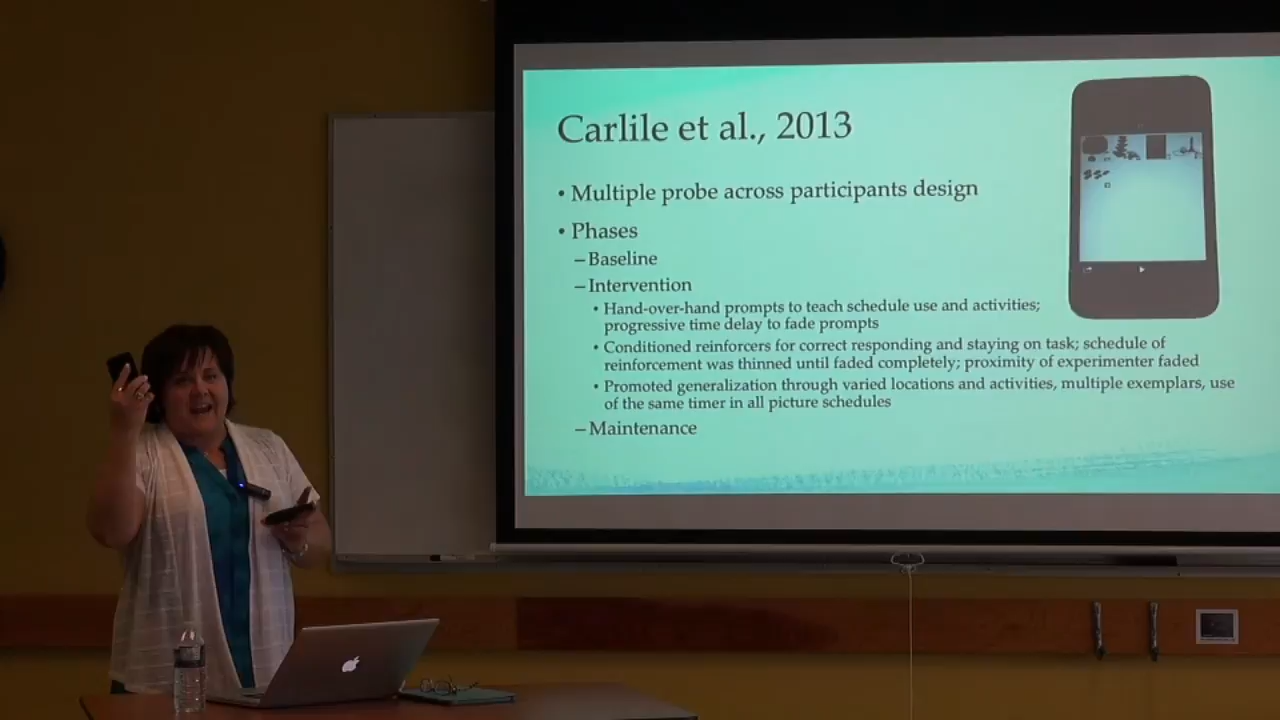 Carlile et al., 2013
• Multiple probe across participants design
• Phases
– Baseline
– Intervention
• Hand-over-hand prompts to teach schedule use and activities;
progressive time delay to fade prompts
• Conditioned reinforcers for correct responding and staying on task; schedule of
reinforcement was thinned until faded completely; proximity of experimenter faded
• Promoted generalization through varied locations and activities, multiple exemplars, use
of the same timer in all picture schedules
– Maintenance